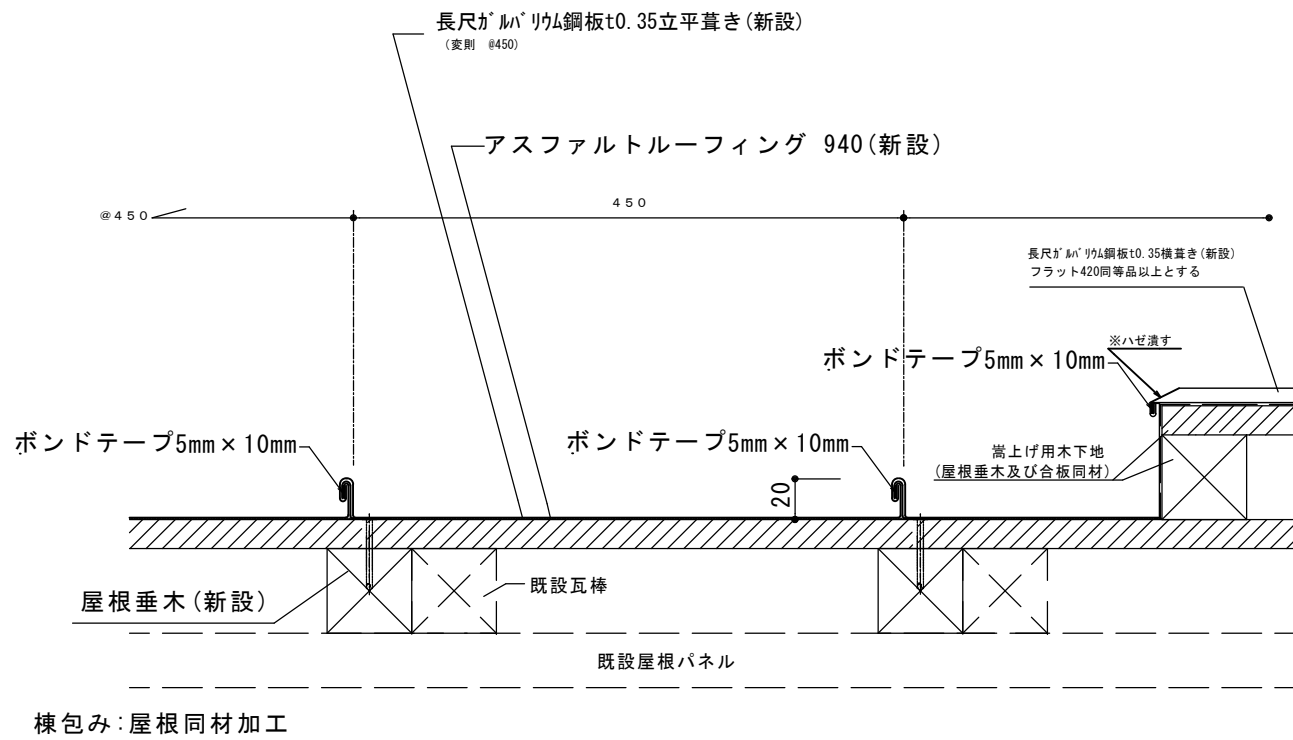 長尺ｶﾞﾙﾊﾞﾘｳﾑ鋼板t0.35立平葺き(新設)
(変則 @450)
アスファルトルーフィング 940(新設)
@450
450
長尺ｶﾞﾙﾊﾞﾘｳﾑ鋼板t0.35横葺き(新設)
フラット420同等品以上とする
※ハゼ潰す
ボンドテープ5mm×10mm
ボンドテープ5mm×10mm
ボンドテープ5mm×10mm
20
嵩上げ用木下地
(屋根垂木及び合板同材)
屋根垂木(新設)
既設瓦棒
既設屋根パネル
棟包み:屋根同材加工